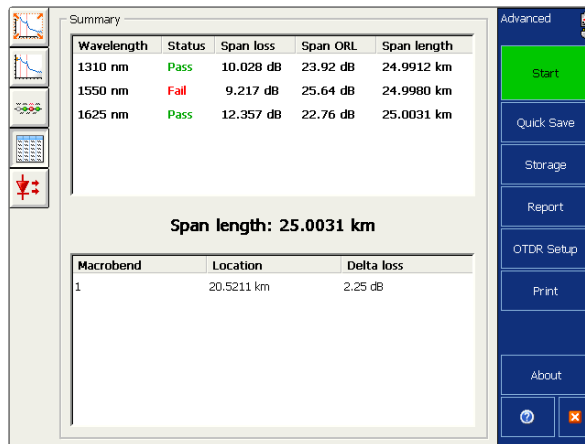 Summary
Wavelength Status Span loss Span ORL Span length
1310 nm Pass 10.028 dB 23.92 dB 24.9912 km
1550 nm Fail 9.217 dB 25.64 dB 24.9980 km
1625 nm Pass 12.357 dB 22.76 dB 25.0031 km
Span length: 25.0031 km
Macrobend Location Delta loss
1 20.5211 km 2.25 dB
Advanced
Start
Quick Save
Storage
Report
OTDR Setup
Print
About
?